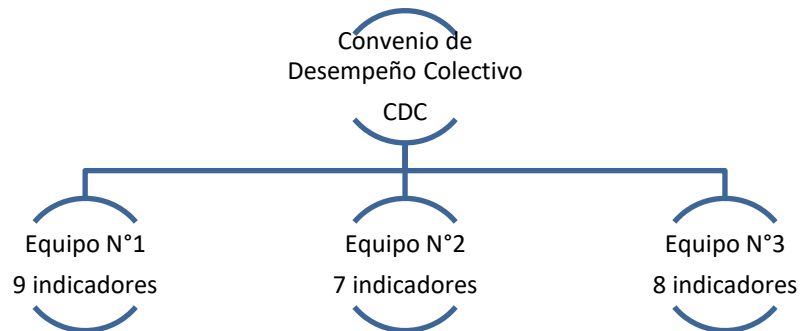 Convenio de
Desempeño Colectivo
CDC
Equipo N°1
9 indicadores
Equipo N°2
7 indicadores
Equipo N°3
8 indicadores